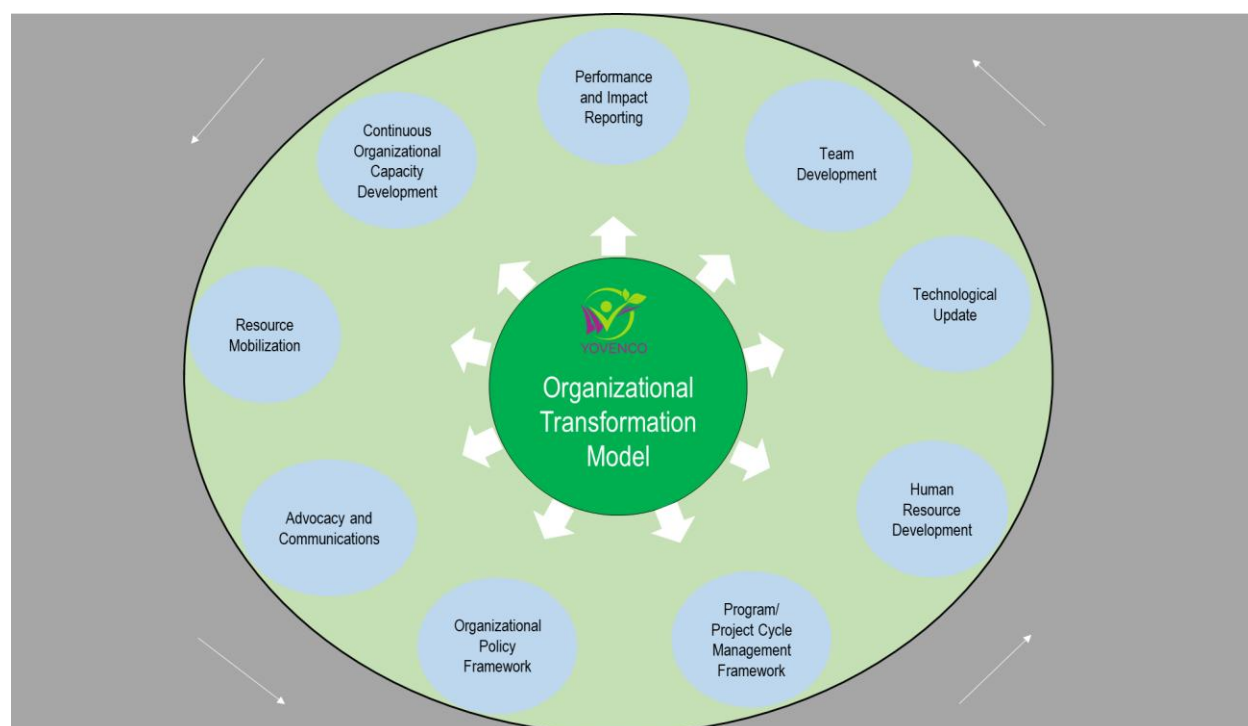 Performance
and Impact
Reporting
Continuous
Organizational
Capacity
Development
Team
Development
Technological
Update
Resource
Mobilization
YOVENCO
Organizational
Transformation
Model
Human
Resource
Development
Advocacy and
Communications
Organizational
Policy
Framework
Program/
Project Cycle
Management
Framework